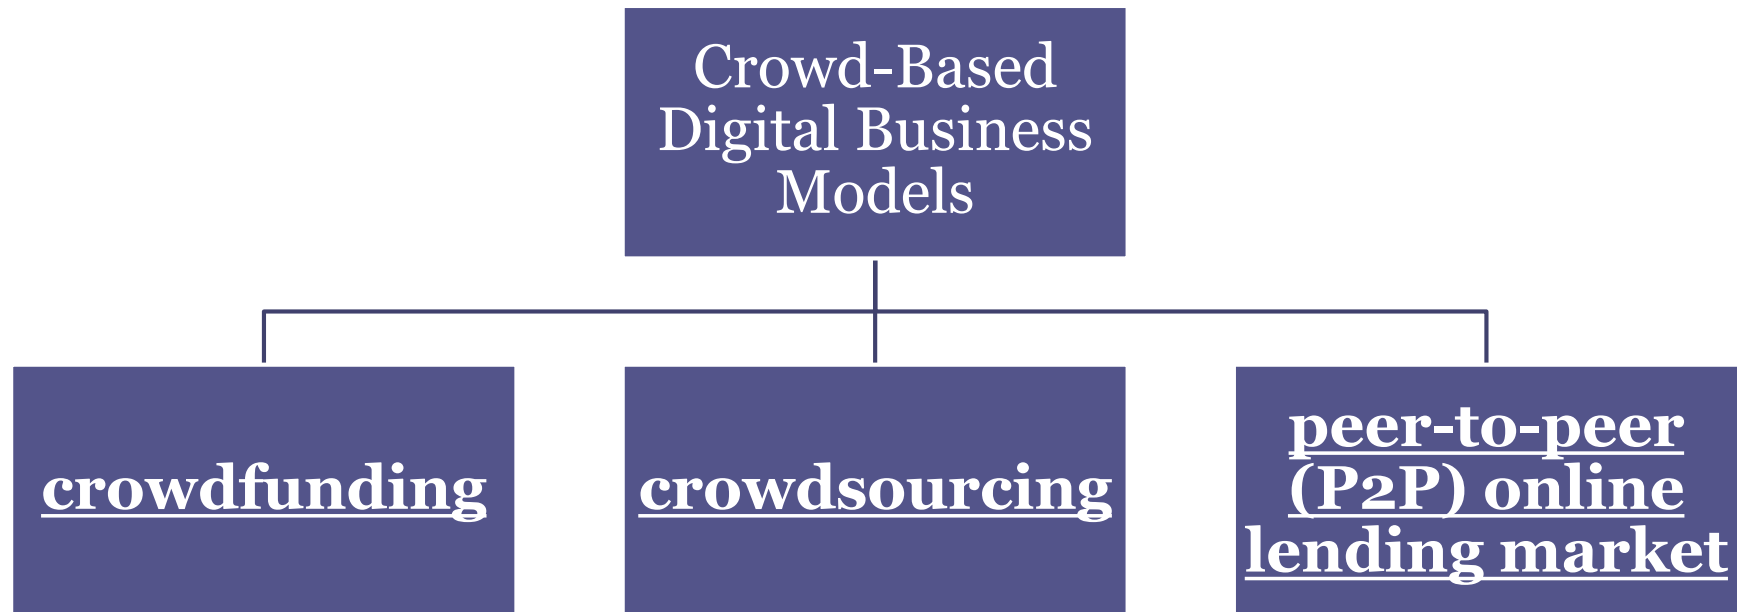 Crowd-Based
Digital Business
Models
crowdfunding
crowdsourcing
peer-to-peer
(P2P) online
lending market